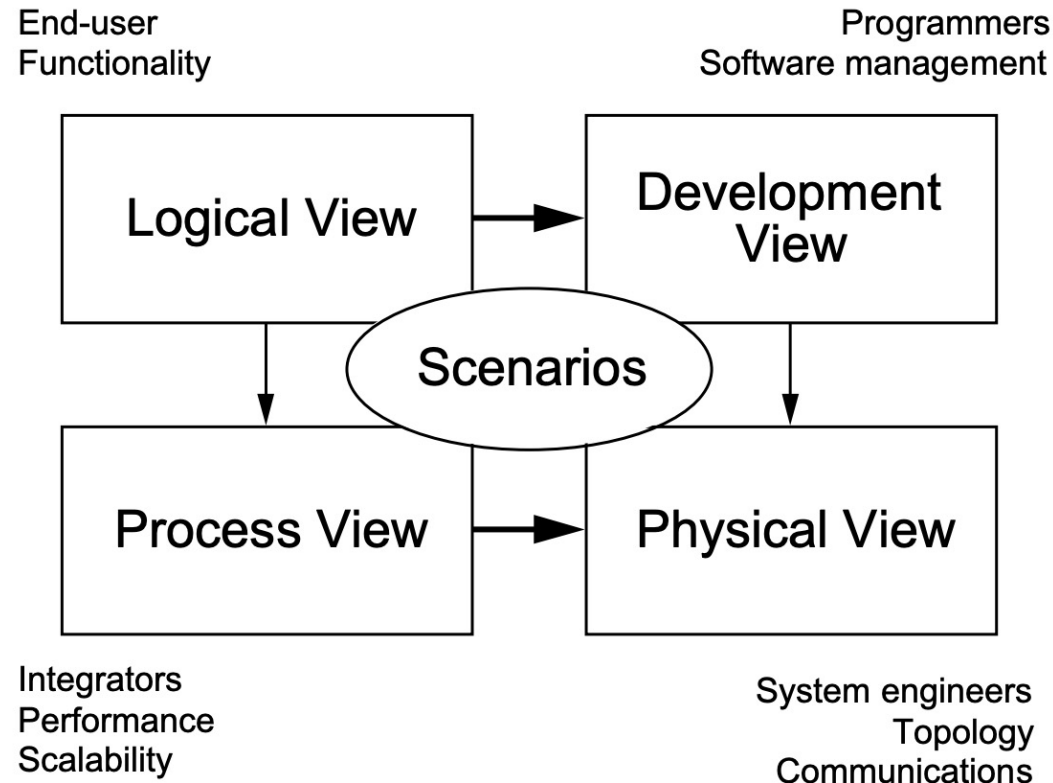 End-user
Functionality
Programmers
Software management
Logical View
Development
View
Scenarios
Process View
Physical View
Integrators
Performance
Scalability
System engineers
Topology
Communications